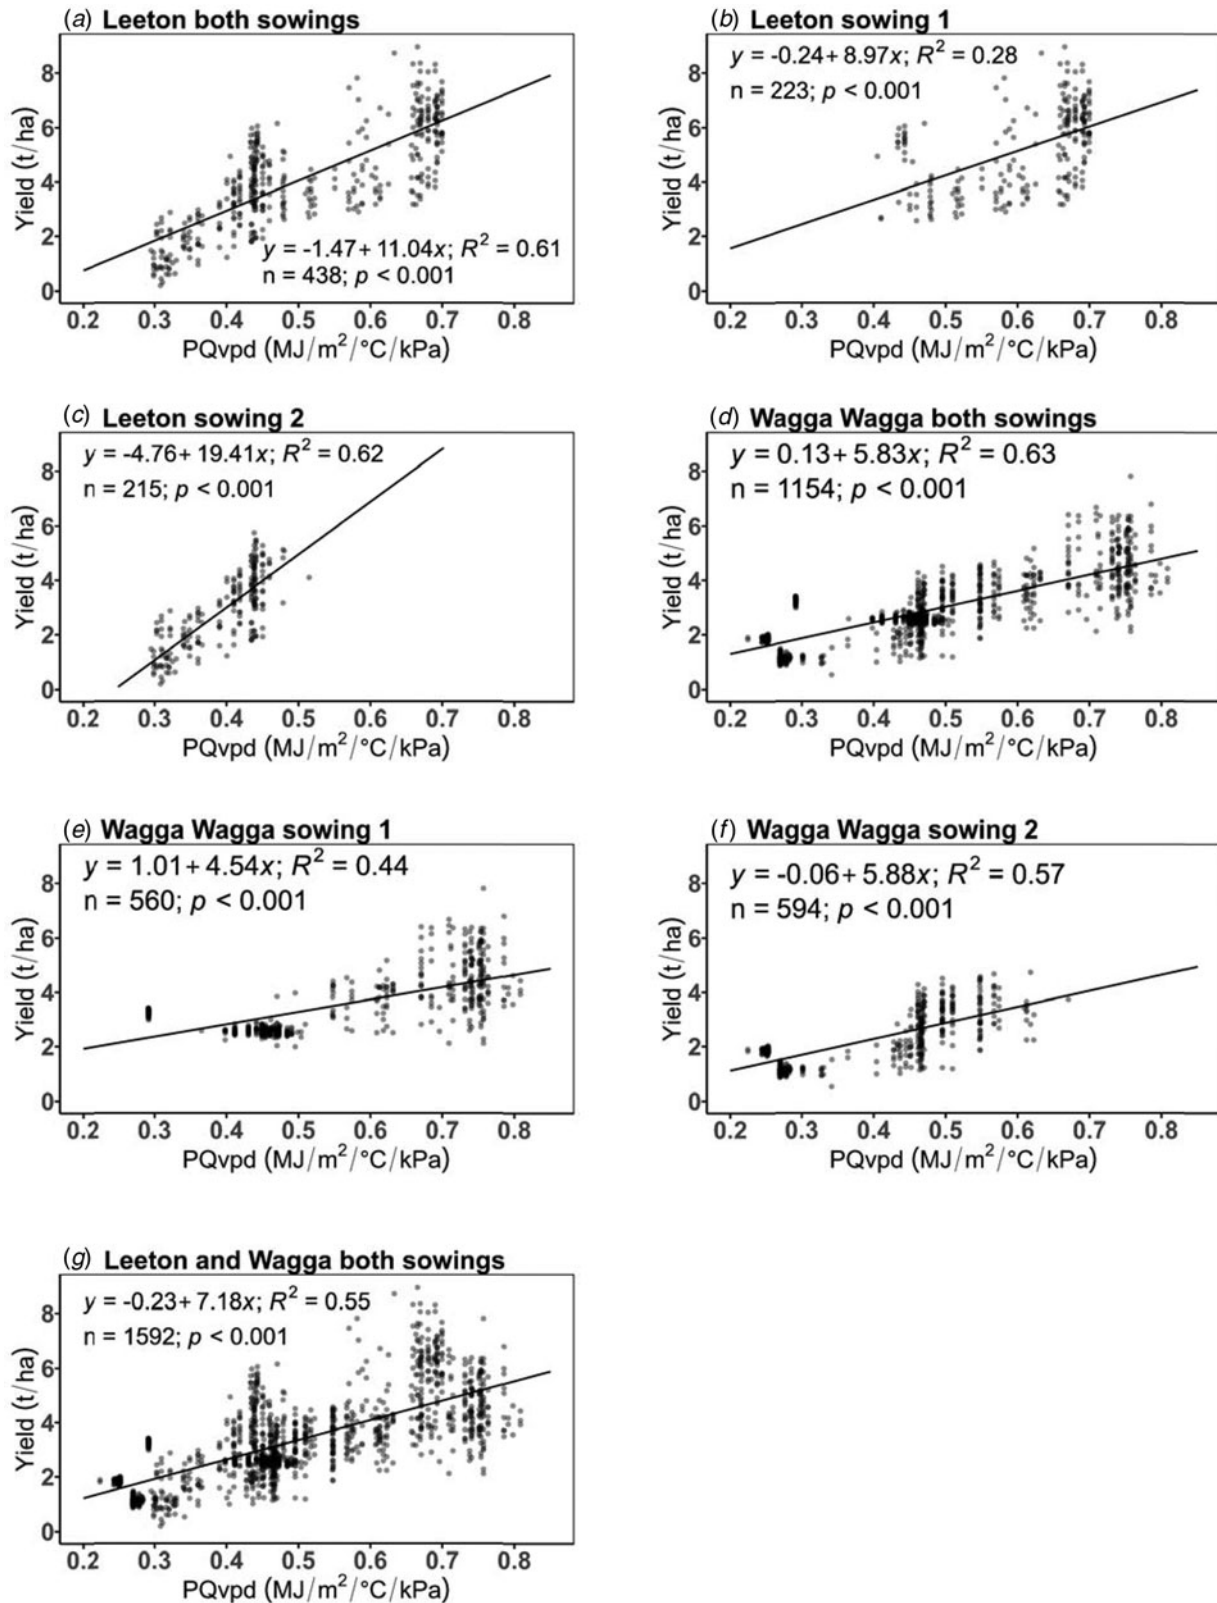 (a) Leeton both sowings
Yield (t/ha)
8
6
4
2
0
y = -1.47+ 11.04x; R² = 0.61
n = 438; p < 0.001
0.2 0.3 0.4 0.5 0.6 0.7 0.8
PQvpd (MJ/m²/°C/kPa)
(b) Leeton sowing 1
Yield (t/ha)
8
6
4
2
0
y = -0.24+ 8.97x; R² = 0.28
n = 223; p < 0.001
0.2 0.3 0.4 0.5 0.6 0.7 0.8
PQvpd (MJ/m²/°C/kPa)
(c) Leeton sowing 2
Yield (t/ha)
8
6
4
2
0
y = -4.76+ 19.41x; R² = 0.62
n = 215; p < 0.001
0.2 0.3 0.4 0.5 0.6 0.7 0.8
PQvpd (MJ/m²/°C/kPa)
(d) Wagga Wagga both sowings
Yield (t/ha)
8
6
4
2
0
y = 0.13+ 5.83x; R² = 0.63
n = 1154; p < 0.001
0.2 0.3 0.4 0.5 0.6 0.7 0.8
PQvpd (MJ/m²/°C/kPa)
(e) Wagga Wagga sowing 1
Yield (t/ha)
8
6
4
2
0
y = 1.01+ 4.54x; R² = 0.44
n = 560; p < 0.001
0.2 0.3 0.4 0.5 0.6 0.7 0.8
PQvpd (MJ/m²/°C/kPa)
(f) Wagga Wagga sowing 2
Yield (t/ha)
8
6
4
2
0
y = -0.06+ 5.88x; R² = 0.57
n = 594; p < 0.001
0.2 0.3 0.4 0.5 0.6 0.7 0.8
PQvpd (MJ/m²/°C/kPa)
(g) Leeton and Wagga both sowings
Yield (t/ha)
8
6
4
2
0
y = -0.23+ 7.18x; R² = 0.55
n = 1592; p < 0.001
0.2 0.3 0.4 0.5 0.6 0.7 0.8
PQvpd (MJ/m²/°C/kPa)